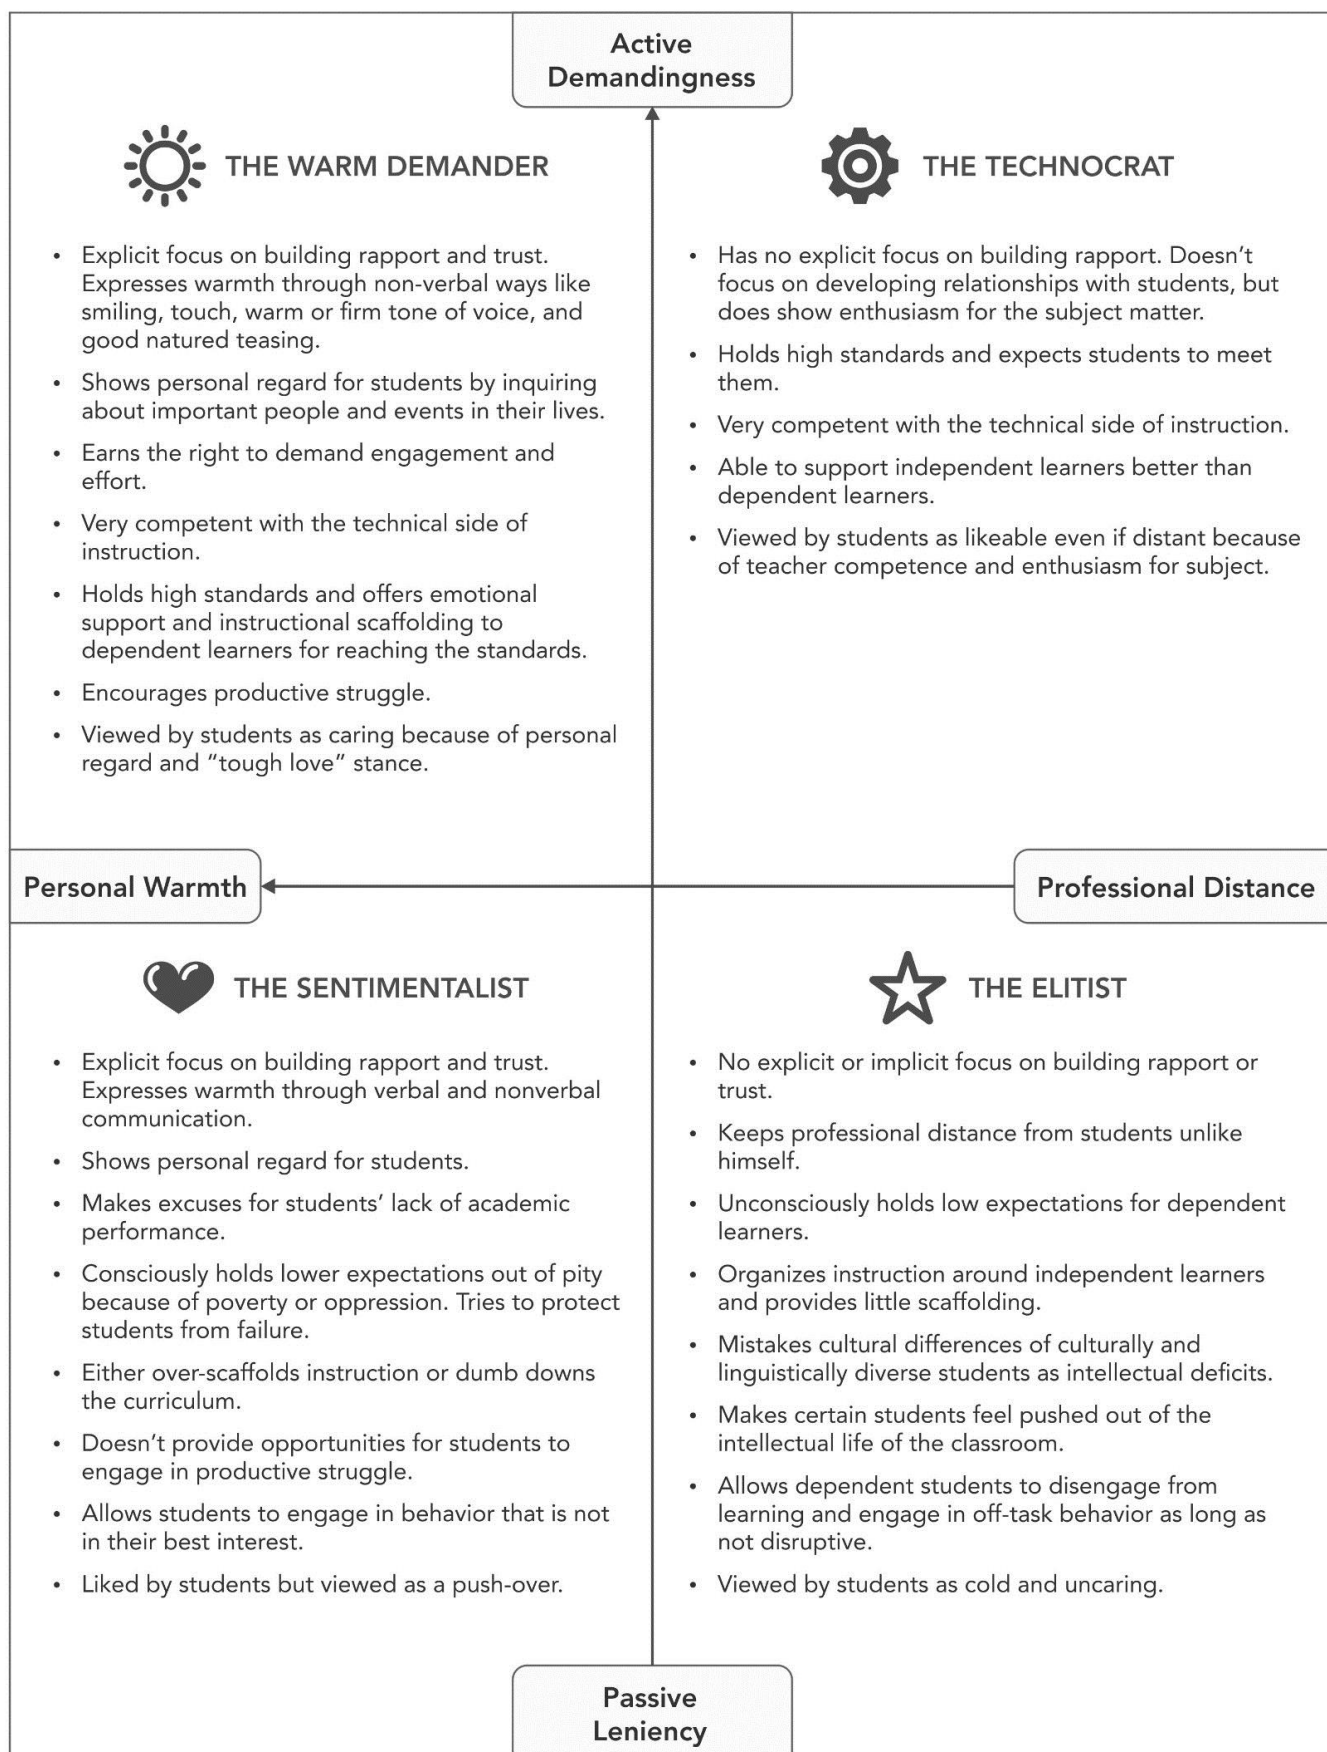 Active
Demandingness
THE WARM DEMANDER
• Explicit focus on building rapport and trust.
Expresses warmth through non-verbal ways like
smiling, touch, warm or firm tone of voice, and
good natured teasing.
• Shows personal regard for students by inquiring
about important people and events in their lives.
• Earns the right to demand engagement and
effort.
• Very competent with the technical side of
instruction.
• Holds high standards and offers emotional
support and instructional scaffolding to
dependent learners for reaching the standards.
• Encourages productive struggle.
• Viewed by students as caring because of personal
regard and “tough love” stance.
THE TECHNOCRAT
• Has no explicit focus on building rapport. Doesn’t
focus on developing relationships with students, but
does show enthusiasm for the subject matter.
• Holds high standards and expects students to meet
them.
• Very competent with the technical side of instruction.
• Able to support independent learners better than
dependent learners.
• Viewed by students as likeable even if distant because
of teacher competence and enthusiasm for subject.
Personal Warmth
Professional Distance
THE SENTIMENTALIST
• Explicit focus on building rapport and trust.
Expresses warmth through verbal and nonverbal
communication.
• Shows personal regard for students.
• Makes excuses for students’ lack of academic
performance.
• Consciously holds lower expectations out of pity
because of poverty or oppression. Tries to protect
students from failure.
• Either over-scaffolds instruction or dumb downs
the curriculum.
• Doesn’t provide opportunities for students to
engage in productive struggle.
• Allows students to engage in behavior that is not
in their best interest.
• Liked by students but viewed as a push-over.
THE ELITIST
• No explicit or implicit focus on building rapport or
trust.
• Keeps professional distance from students unlike
himself.
• Unconsciously holds low expectations for dependent
learners.
• Organizes instruction around independent learners
and provides little scaffolding.
• Mistakes cultural differences of culturally and
linguistically diverse students as intellectual deficits.
• Makes certain students feel pushed out of the
intellectual life of the classroom.
• Allows dependent students to disengage from
learning and engage in off-task behavior as long as
not disruptive.
• Viewed by students as cold and uncaring.
Passive
Leniency